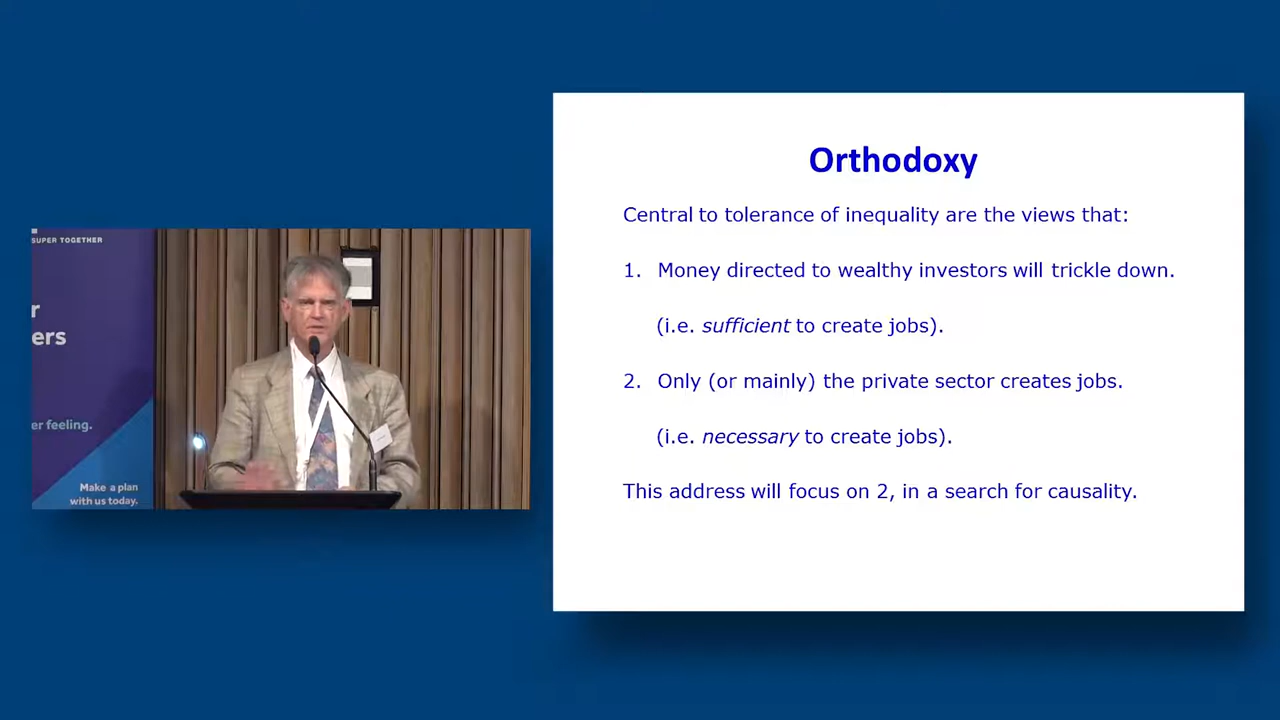 SUPER TOGETHER
r
ers
er feeling.
Make a plan
with us today.
Orthodoxy
Central to tolerance of inequality are the views that:
1. Money directed to wealthy investors will trickle down.
(i.e. sufficient to create jobs).
2. Only (or mainly) the private sector creates jobs.
(i.e. necessary to create jobs).
This address will focus on 2, in a search for causality.